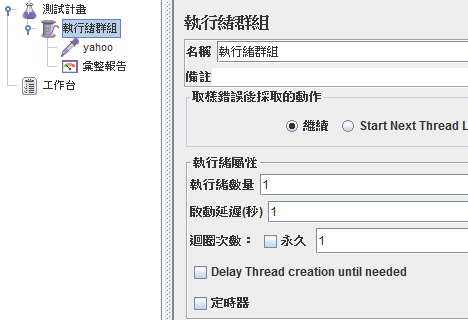 測試計畫
執行緒群組
yahoo
彙整報告
工作台
執行緒群組
名稱 執行緒群組
備註
取樣錯誤後採取的動作
繼續 Start Next Thread L
執行緒屬性
執行緒數量 1
啟動延遲(秒) 1
迴圈次數： 永久 1
Delay Thread creation until needed
定時器